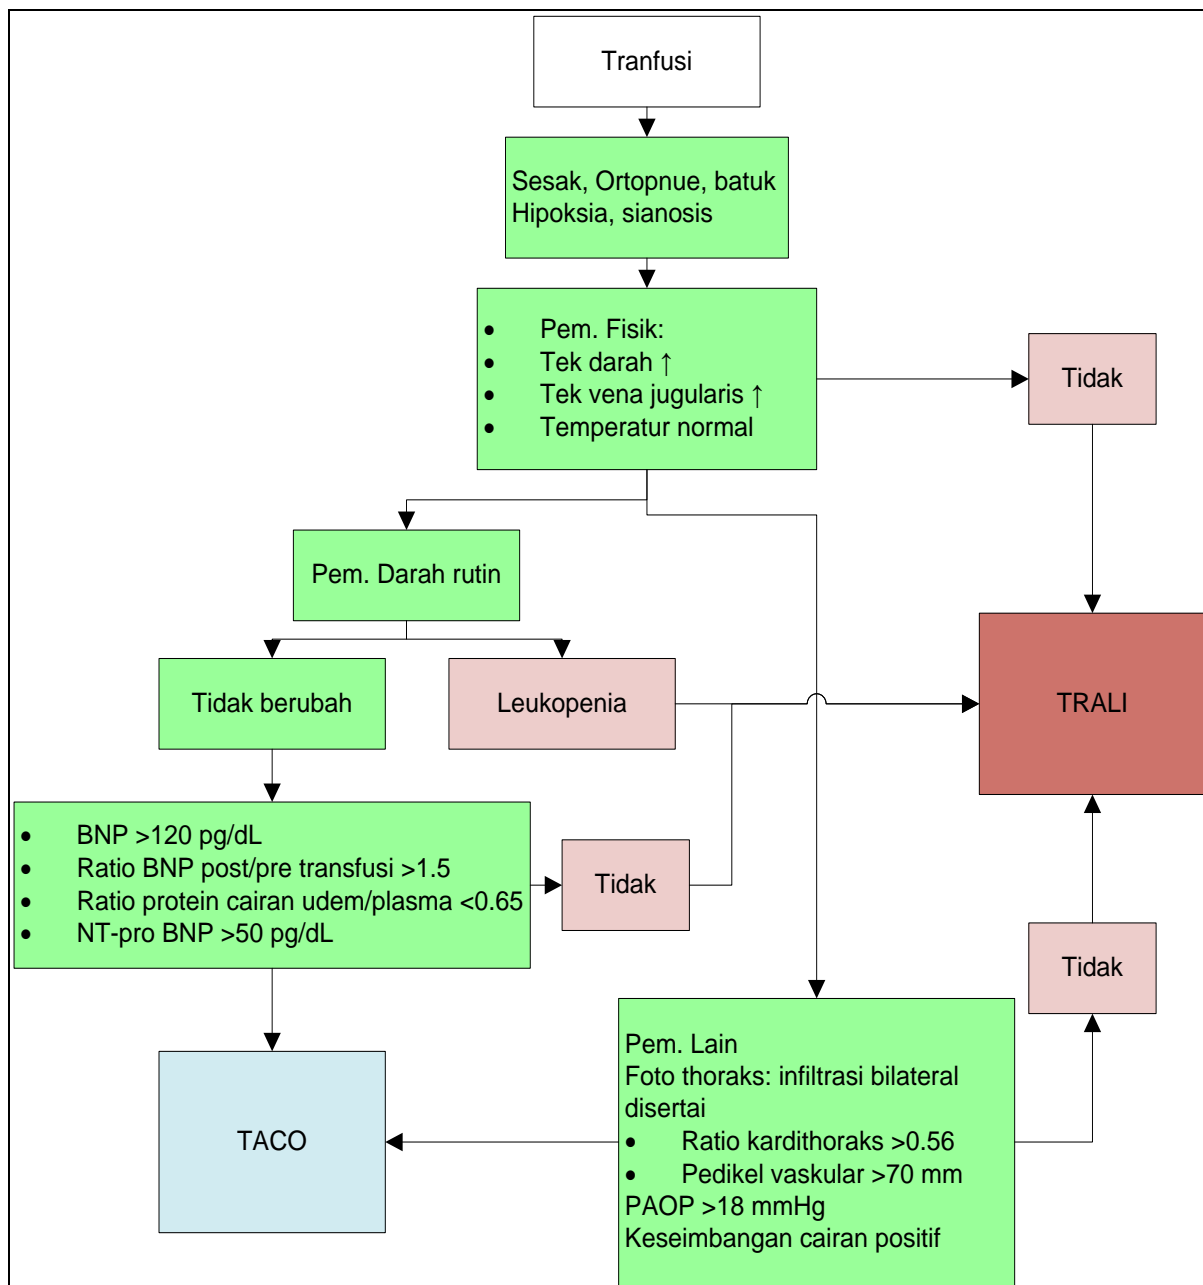 Tranfusi
Sesak, Ortopnue, batuk
Hipoksia, sianosis
• Pem. Fisik:
• Tek darah ↑
• Tek vena jugularis ↑
• Temperatur normal
Tidak
Pem. Darah rutin
Tidak berubah
Leukopenia
TRALI
• BNP >120 pg/dL
• Ratio BNP post/pre transfusi >1.5
• Ratio protein cairan udem/plasma <0.65
• NT-pro BNP >50 pg/dL
Tidak
Tidak
TACO
Pem. Lain
Foto thoraks: infiltrasi bilateral
disertai
• Ratio kardithoraks >0.56
• Pedikel vaskular >70 mm
PAOP >18 mmHg
Keseimbangan cairan positif